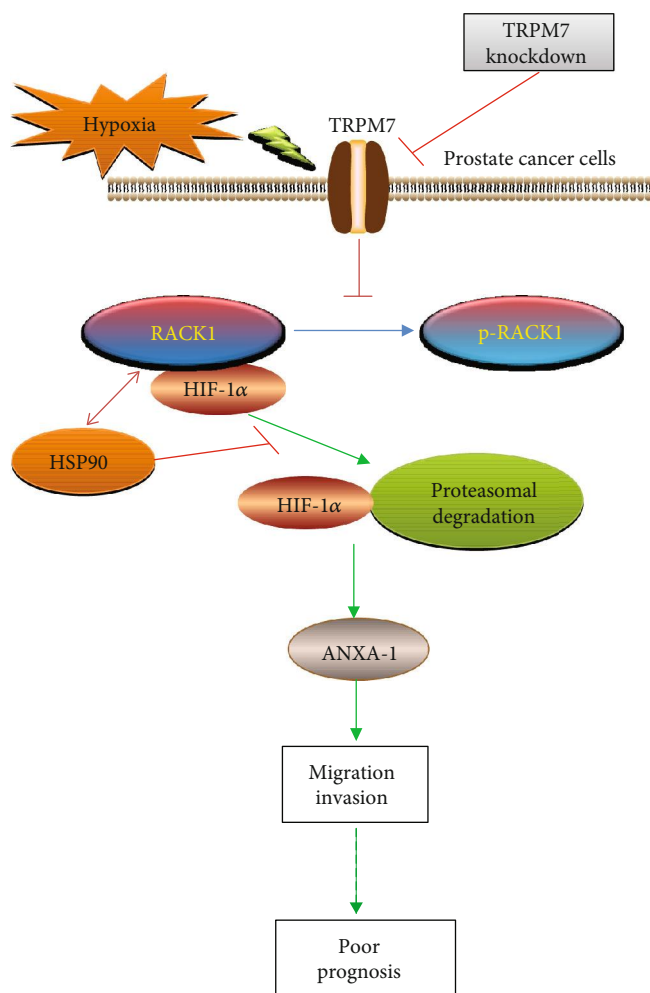 TRPM7
knockdown
Hypoxia
TRPM7
Prostate cancer cells
RACK1
p-RACK1
HIF-1α
HSP90
HIF-1α
Proteasomal
degradation
ANXA-1
Migration
invasion
Poor
prognosis